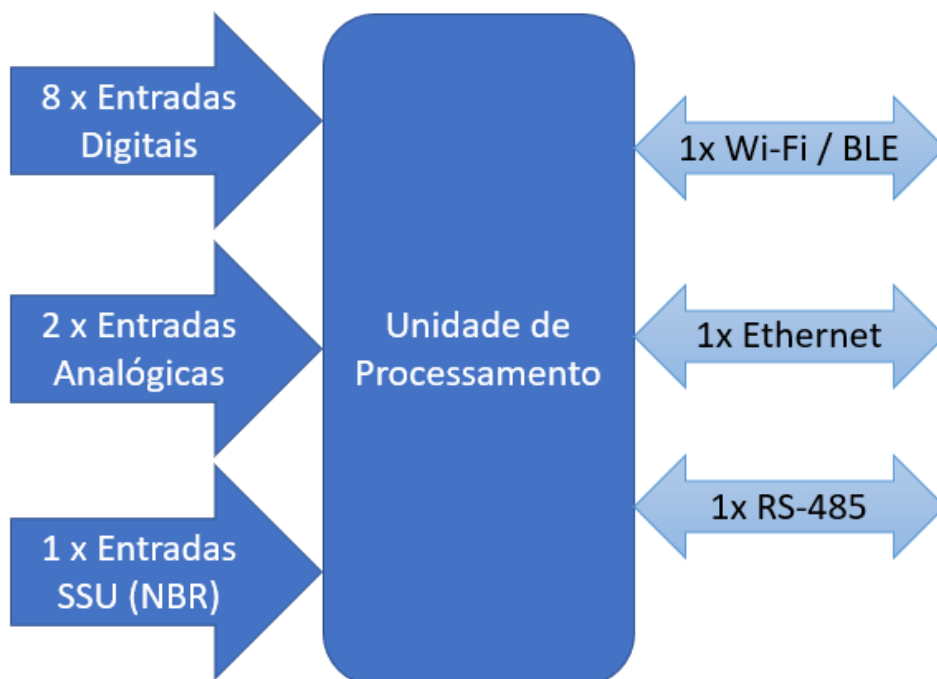 8 x Entradas
Digitais
2 x Entradas
Analógicas
1 x Entradas
SSU (NBR)
Unidade de
Processamento
1x Wi-Fi / BLE
1x Ethernet
1x RS-485